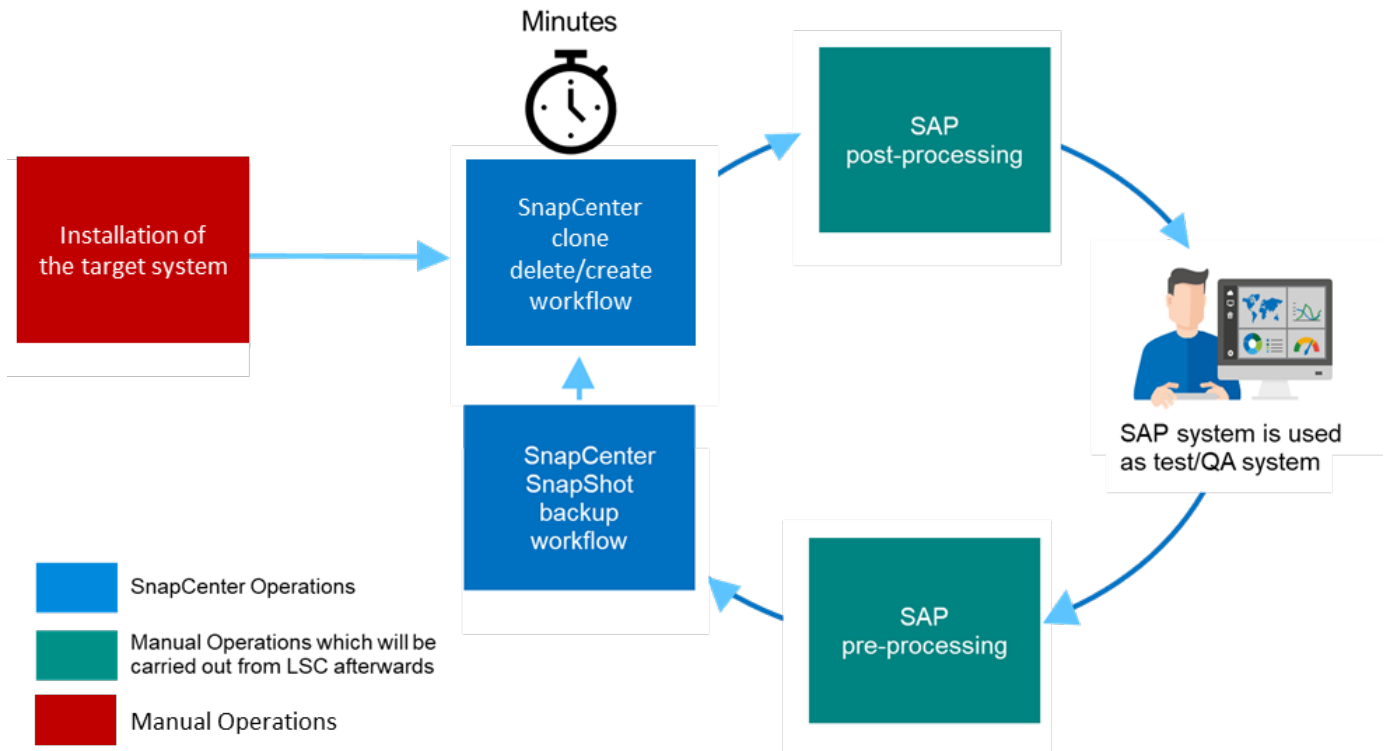 Minutes
Installation of
the target system
SnapCenter
clone
delete/create
workflow
SAP
post-processing
SAP system is used
as test/QA system
SnapCenter
SnapShot
backup
workflow
SAP
pre-processing
SnapCenter Operations
Manual Operations which will be
carried out from LSC afterwards
Manual Operations